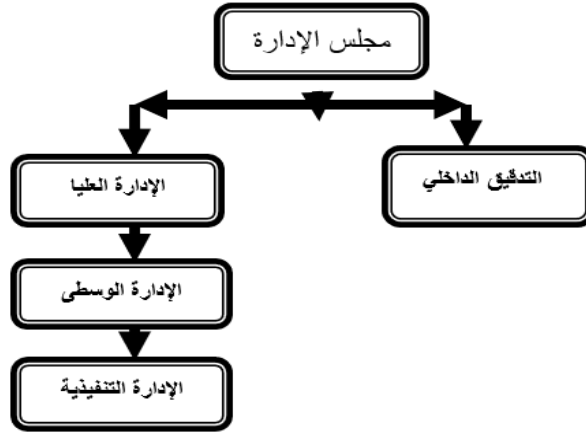 مجلس الإدارة
التدقيق الداخلي
الإدارة العليا
الإدارة الوسطى
الإدارة التنفيذية